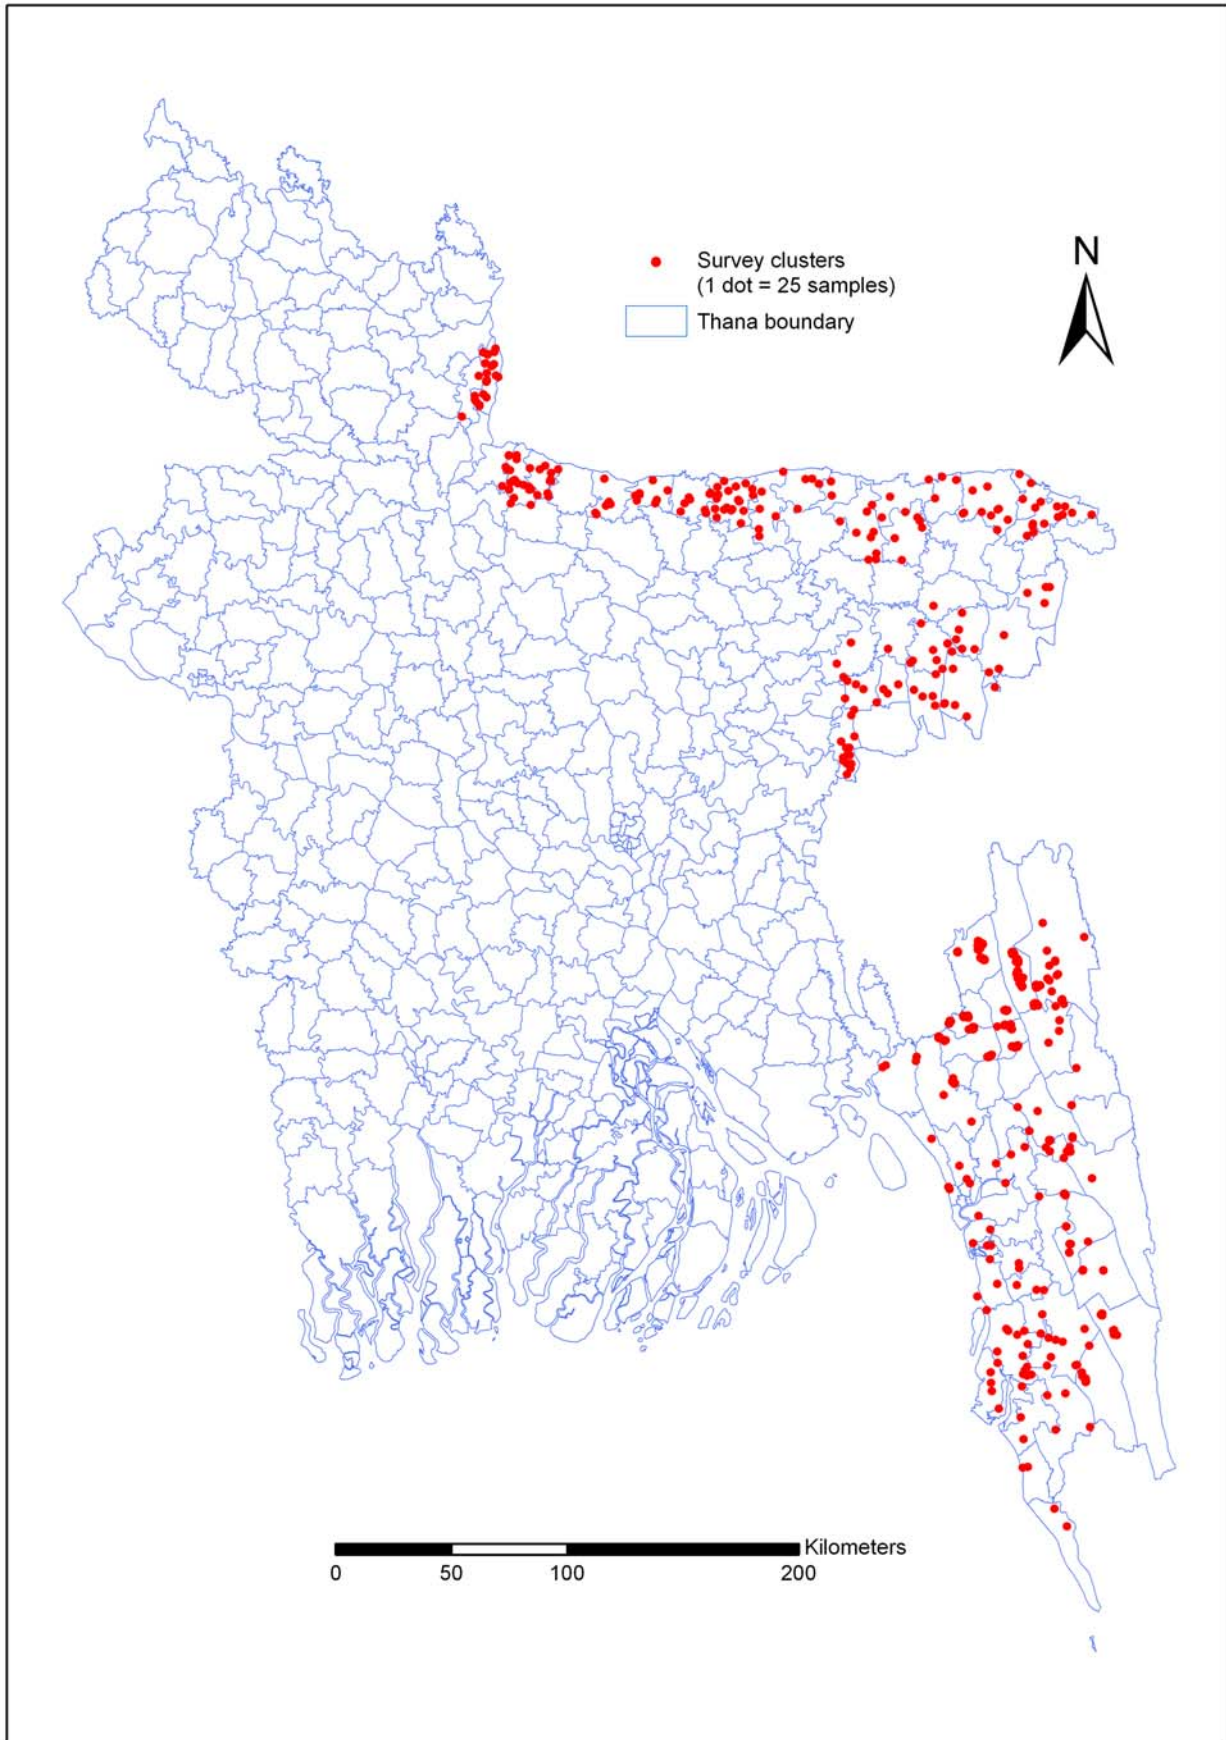 N
Survey clusters
(1 dot = 25 samples)
Thana boundary
Kilometers
0 50 100 200